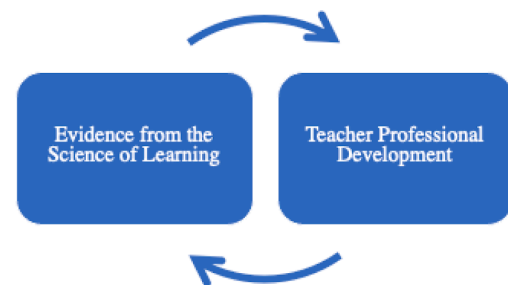 Evidence from the
Science of Learning
Teacher Professional
Development